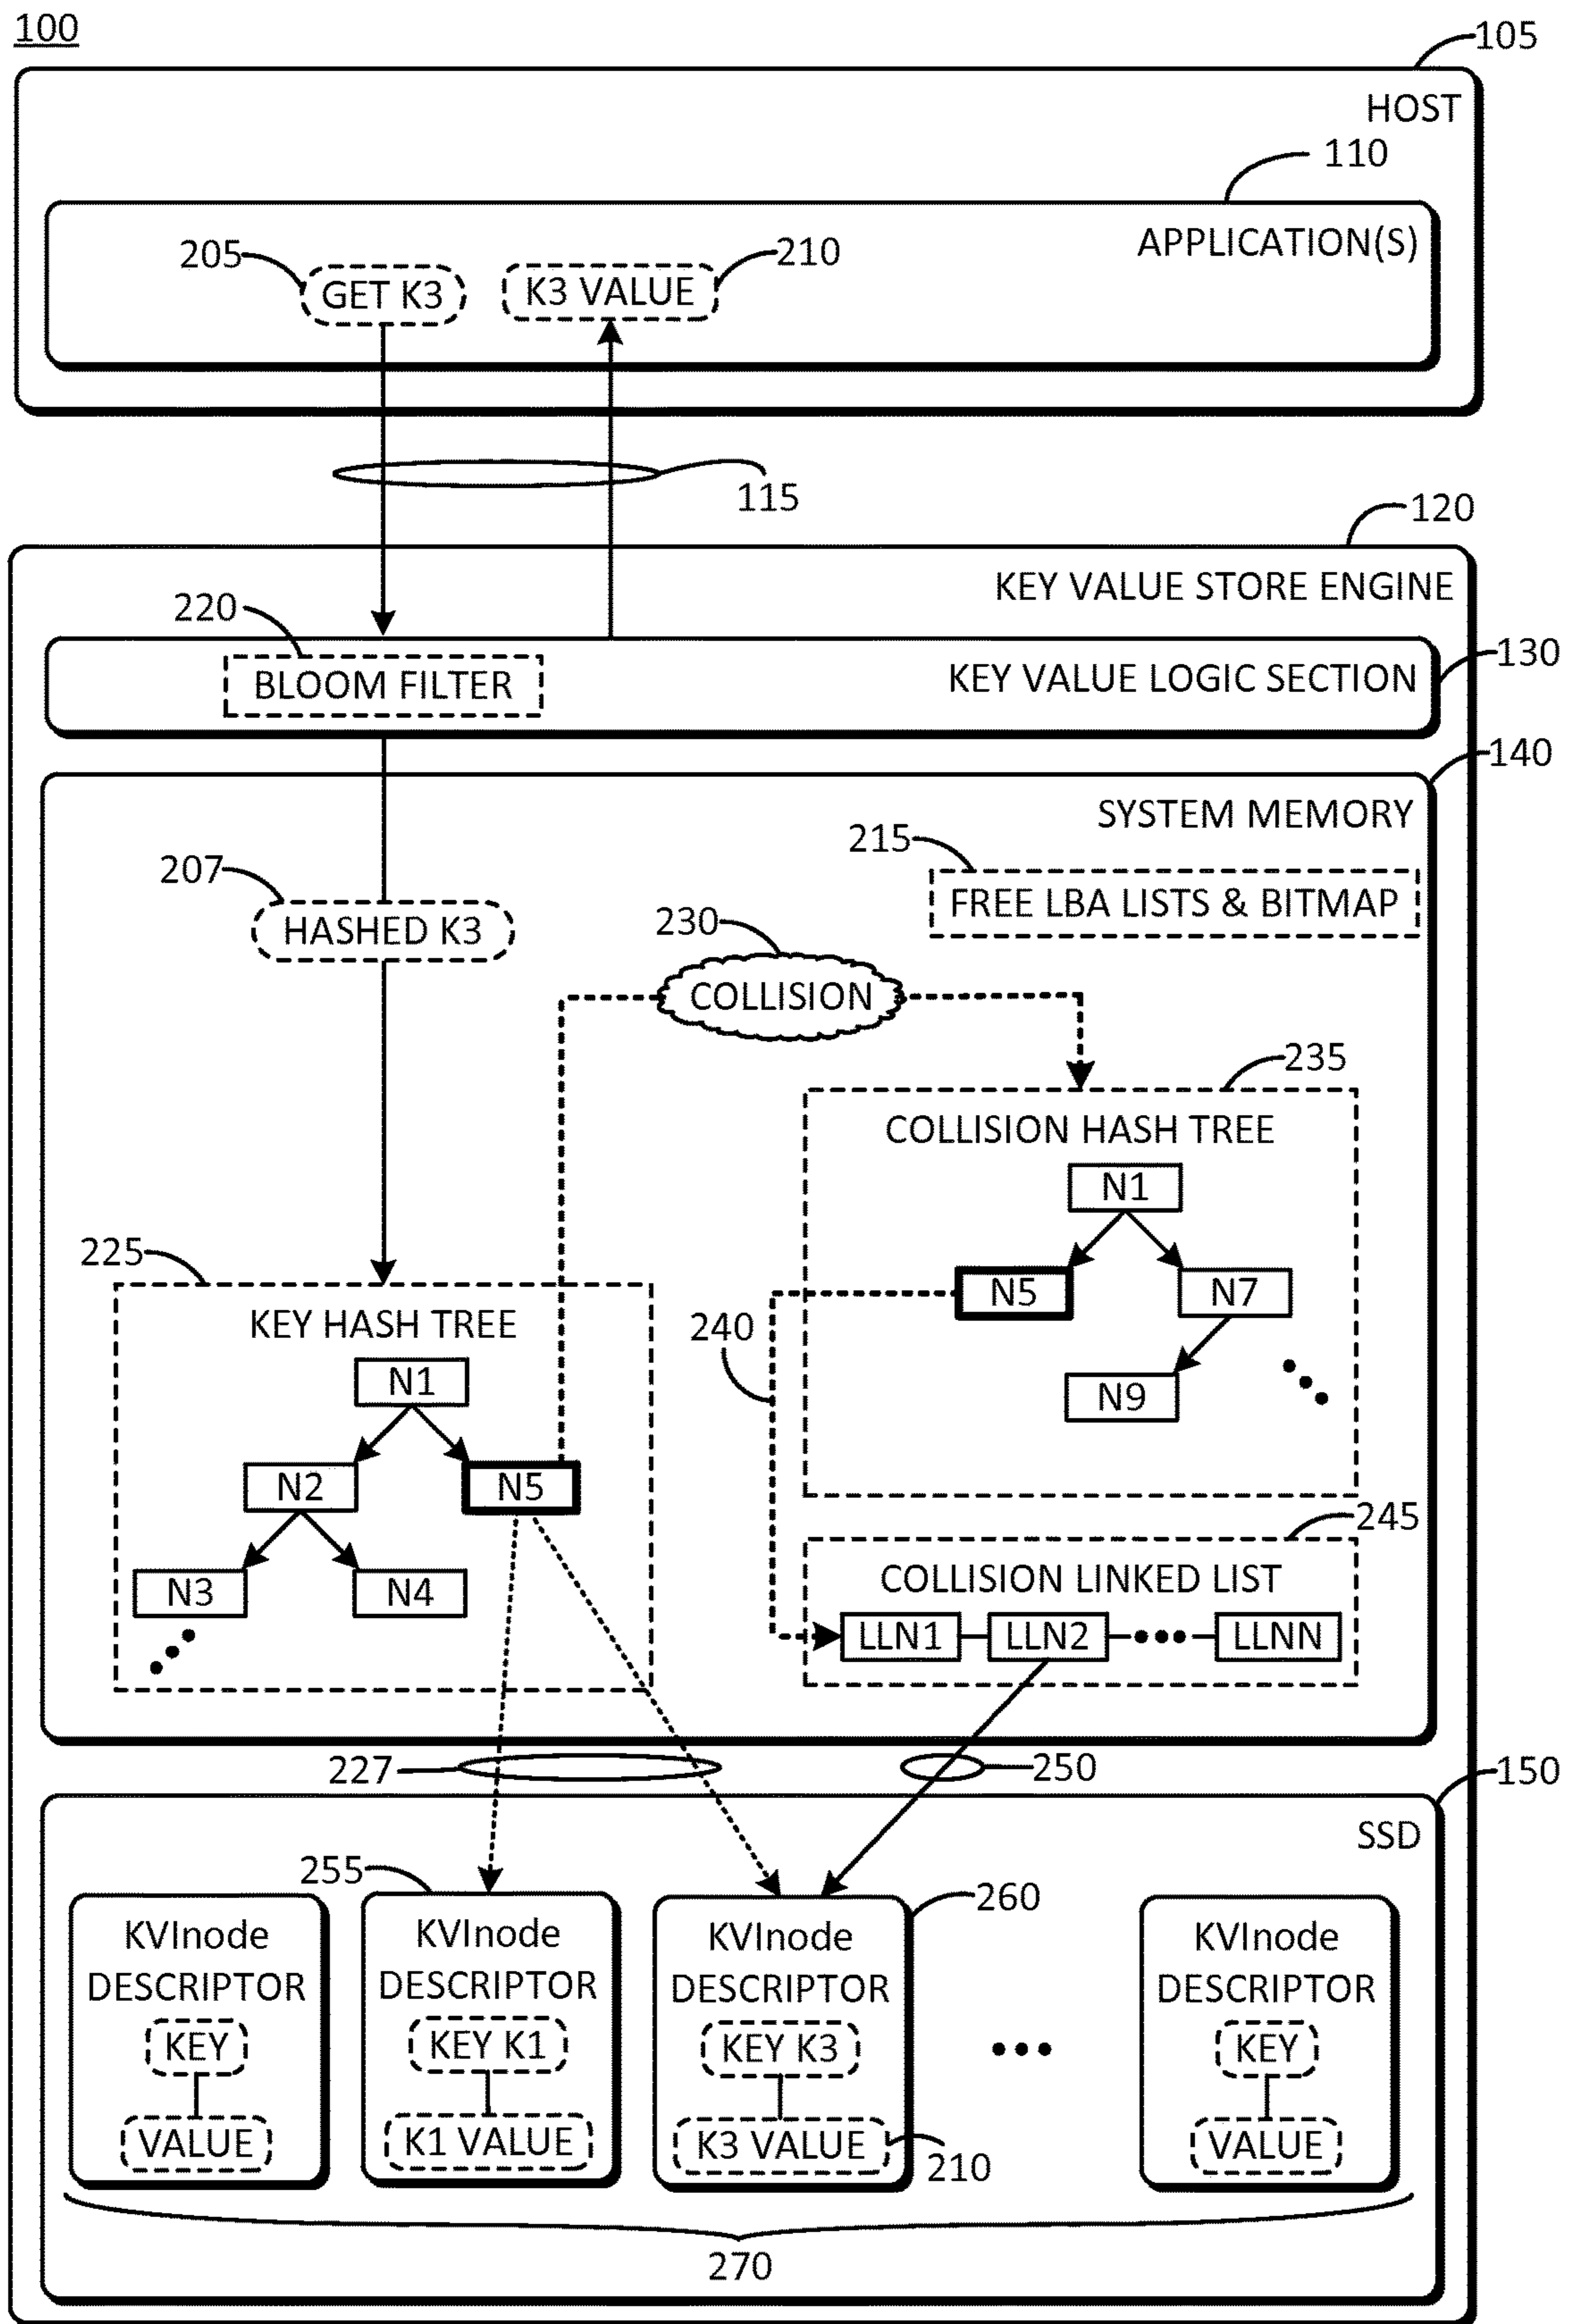 100
105
HOST
110
APPLICATION(S)
205
GET K3
K3 VALUE
210
115
120
KEY VALUE STORE ENGINE
220
BLOOM FILTER
KEY VALUE LOGIC SECTION
130
140
SYSTEM MEMORY
215
FREE LBA LISTS & BITMAP
207
HASHED K3
230
COLLISION
235
COLLISION HASH TREE
N1
N5
N7
N9
240
225
KEY HASH TREE
N1
N2
N5
N3
N4
245
COLLISION LINKED LIST
LLN1
LLN2
LLNN
227
250
150
SSD
255
260
KVInode
DESCRIPTOR
KEY
VALUE
KVInode
DESCRIPTOR
KEY K1
K1 VALUE
KVInode
DESCRIPTOR
KEY K3
K3 VALUE
210
KVInode
DESCRIPTOR
KEY
VALUE
270